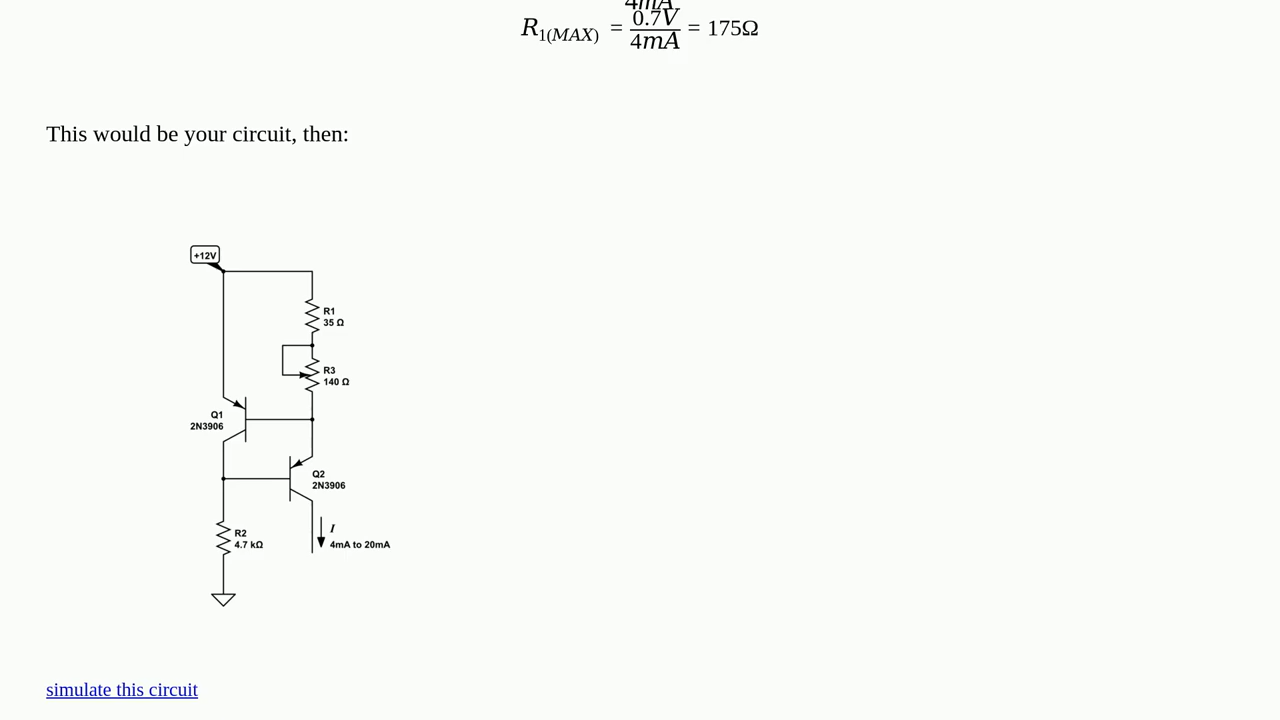 4mA
R1(MAX) = 0.7V / 4mA = 175Ω
This would be your circuit, then:
+12V
R1
35 Ω
R3
140 Ω
Q1
2N3906
Q2
2N3906
I
4mA to 20mA
R2
4.7 kΩ
simulate this circuit